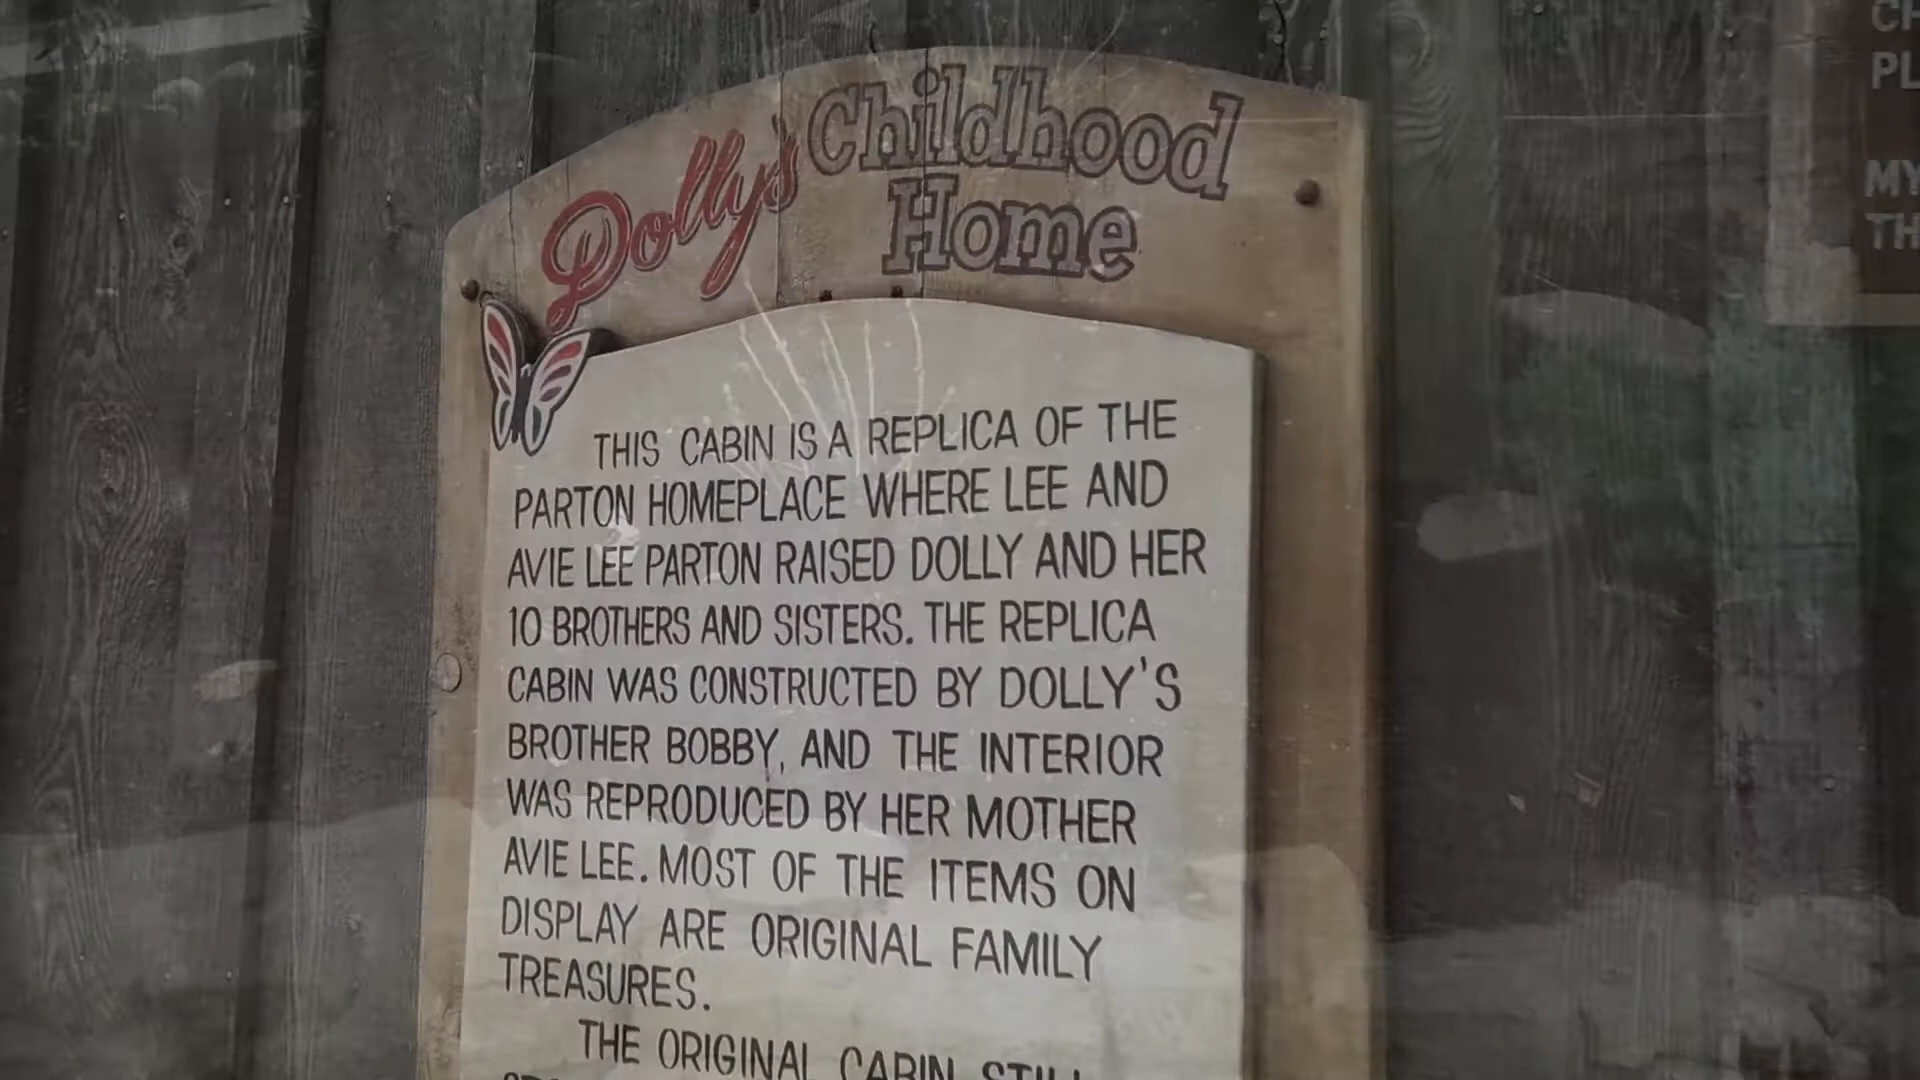 Dolly's Childhood
Home
THIS CABIN IS A REPLICA OF THE
PARTON HOMEPLACE WHERE LEE AND
AVIE LEE PARTON RAISED DOLLY AND HER
10 BROTHERS AND SISTERS. THE REPLICA
CABIN WAS CONSTRUCTED BY DOLLY'S
BROTHER BOBBY, AND THE INTERIOR
WAS REPRODUCED BY HER MOTHER
AVIE LEE. MOST OF THE ITEMS ON
DISPLAY ARE ORIGINAL FAMILY
TREASURES.
THE ORIGINAL CABIN STILL
MY